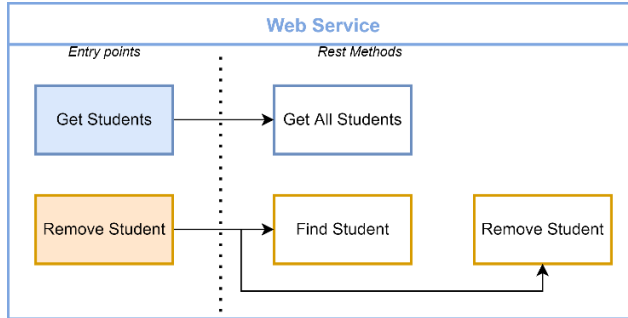 Web Service
Entry points
Rest Methods
Get Students
Get All Students
Remove Student
Find Student
Remove Student